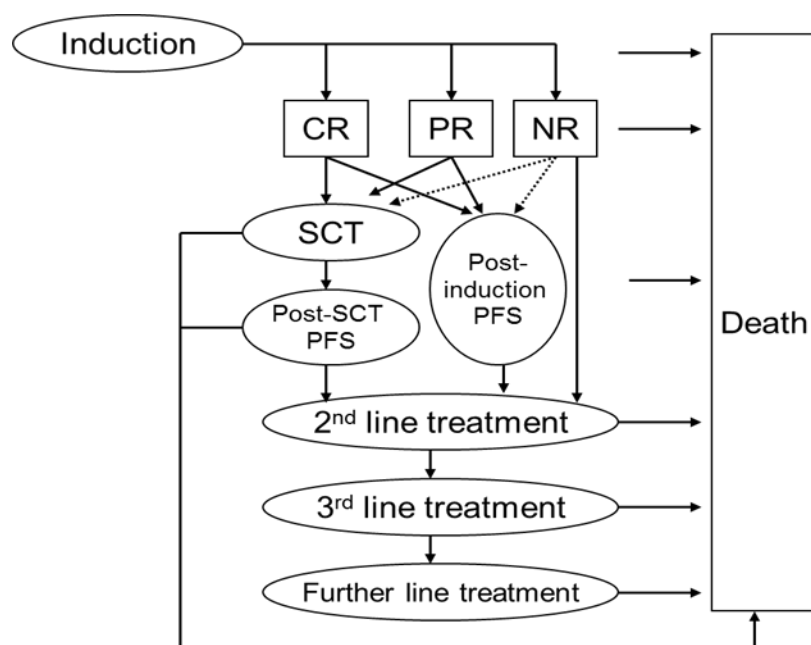 Induction
CR
PR
NR
SCT
Post-
induction
PFS
Post-SCT
PFS
Death
2nd line treatment
3rd line treatment
Further line treatment